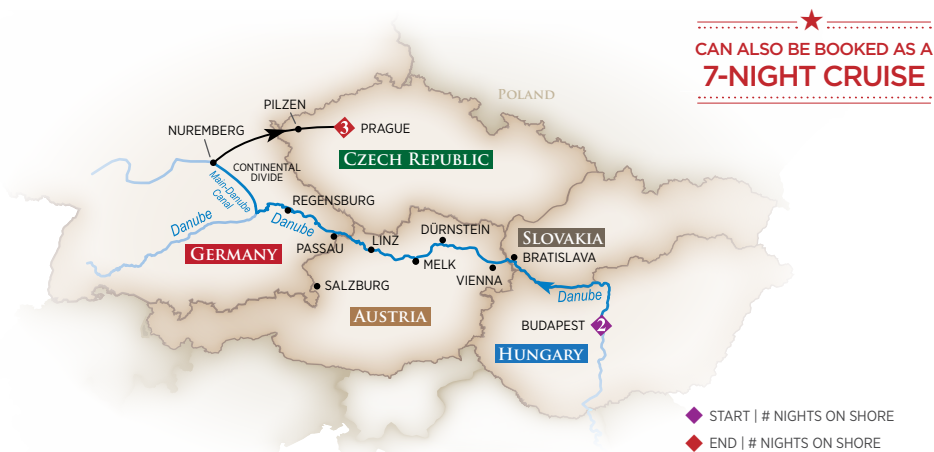 CAN ALSO BE BOOKED AS A
7-NIGHT CRUISE
POLAND
PILZEN
NUREMBERG
3 PRAGUE
CZECH REPUBLIC
CONTINENTAL
DIVIDE
Main-Danube
Canal
REGENSBURG
Danube
Danube
DÜRNSTEIN
SLOVAKIA
GERMANY
PASSAU
LINZ
BRATISLAVA
MELK
VIENNA
SALZBURG
Danube
AUSTRIA
BUDAPEST 2
HUNGARY
START | # NIGHTS ON SHORE
END | # NIGHTS ON SHORE